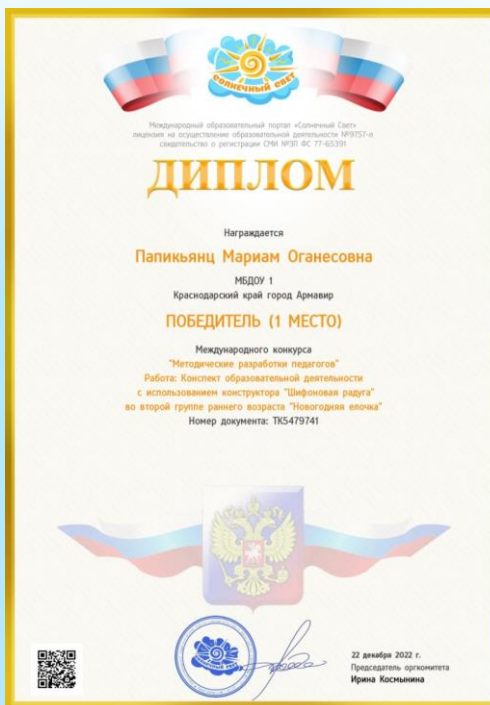 СОЛНЕЧНЫЙ СВЕТ
Международный образовательный портал «Солнечный Свет»
лицензия на осуществление образовательной деятельности №9757-л
свидетельство о регистрации СМИ №ЭЛ ФС 77-65391
ДИПЛОМ
Награждается
Папикьянц Мариам Оганесовна
МБДОУ 1
Краснодарский край город Армавир
ПОБЕДИТЕЛЬ (1 МЕСТО)
Международного конкурса
"Методические разработки педагогов"
Работа: Конспект образовательной деятельности
с использованием конструктора "Шифоновая радуга"
во второй группе раннего возраста "Новогодняя елочка"
Номер документа: ТК5479741
22 декабря 2022 г.
Председатель оргкомитета
Ирина Космынина